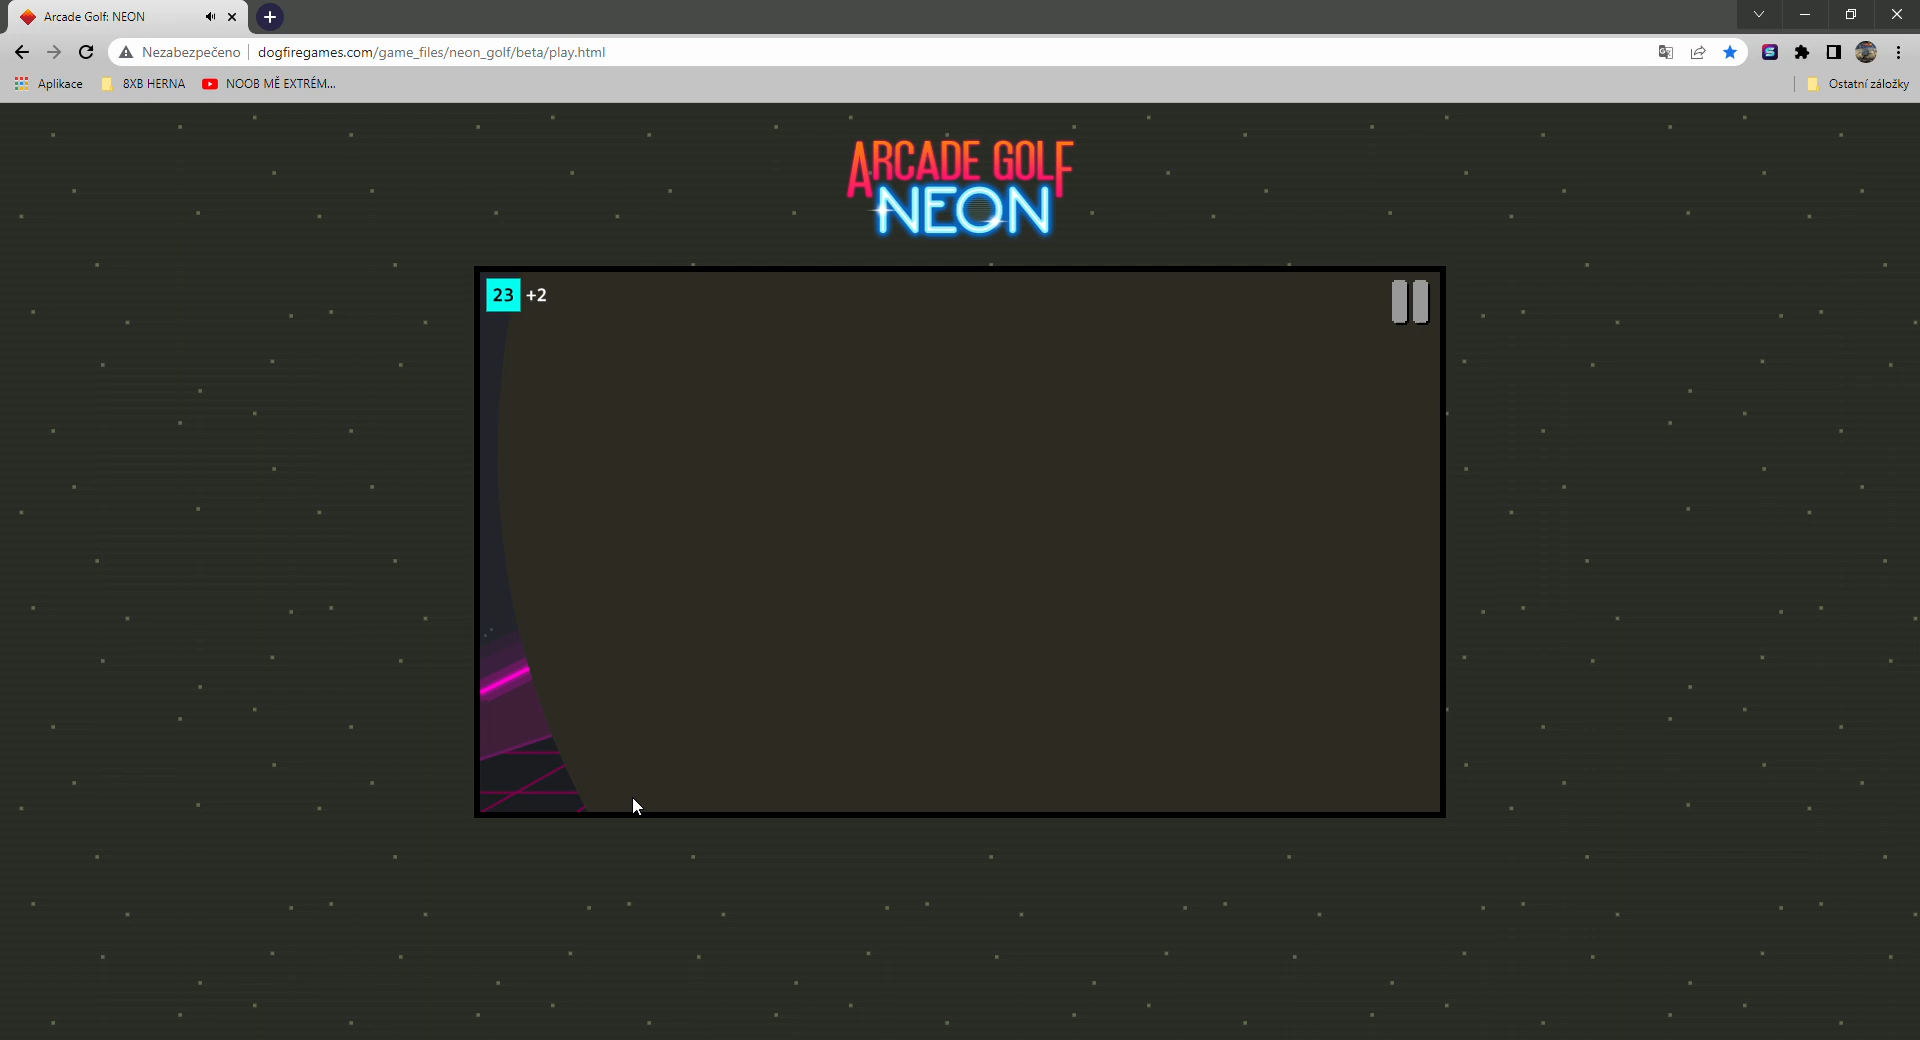 Arcade Golf: NEON
Nezabezpečeno
dogfiregames.com/game_files/neon_golf/beta/play.html
Aplikace
8XB HERNA
NOOB MĚ EXTRÉM...
Ostatní záložky
ARCADE GOLF
NEON
23 +2